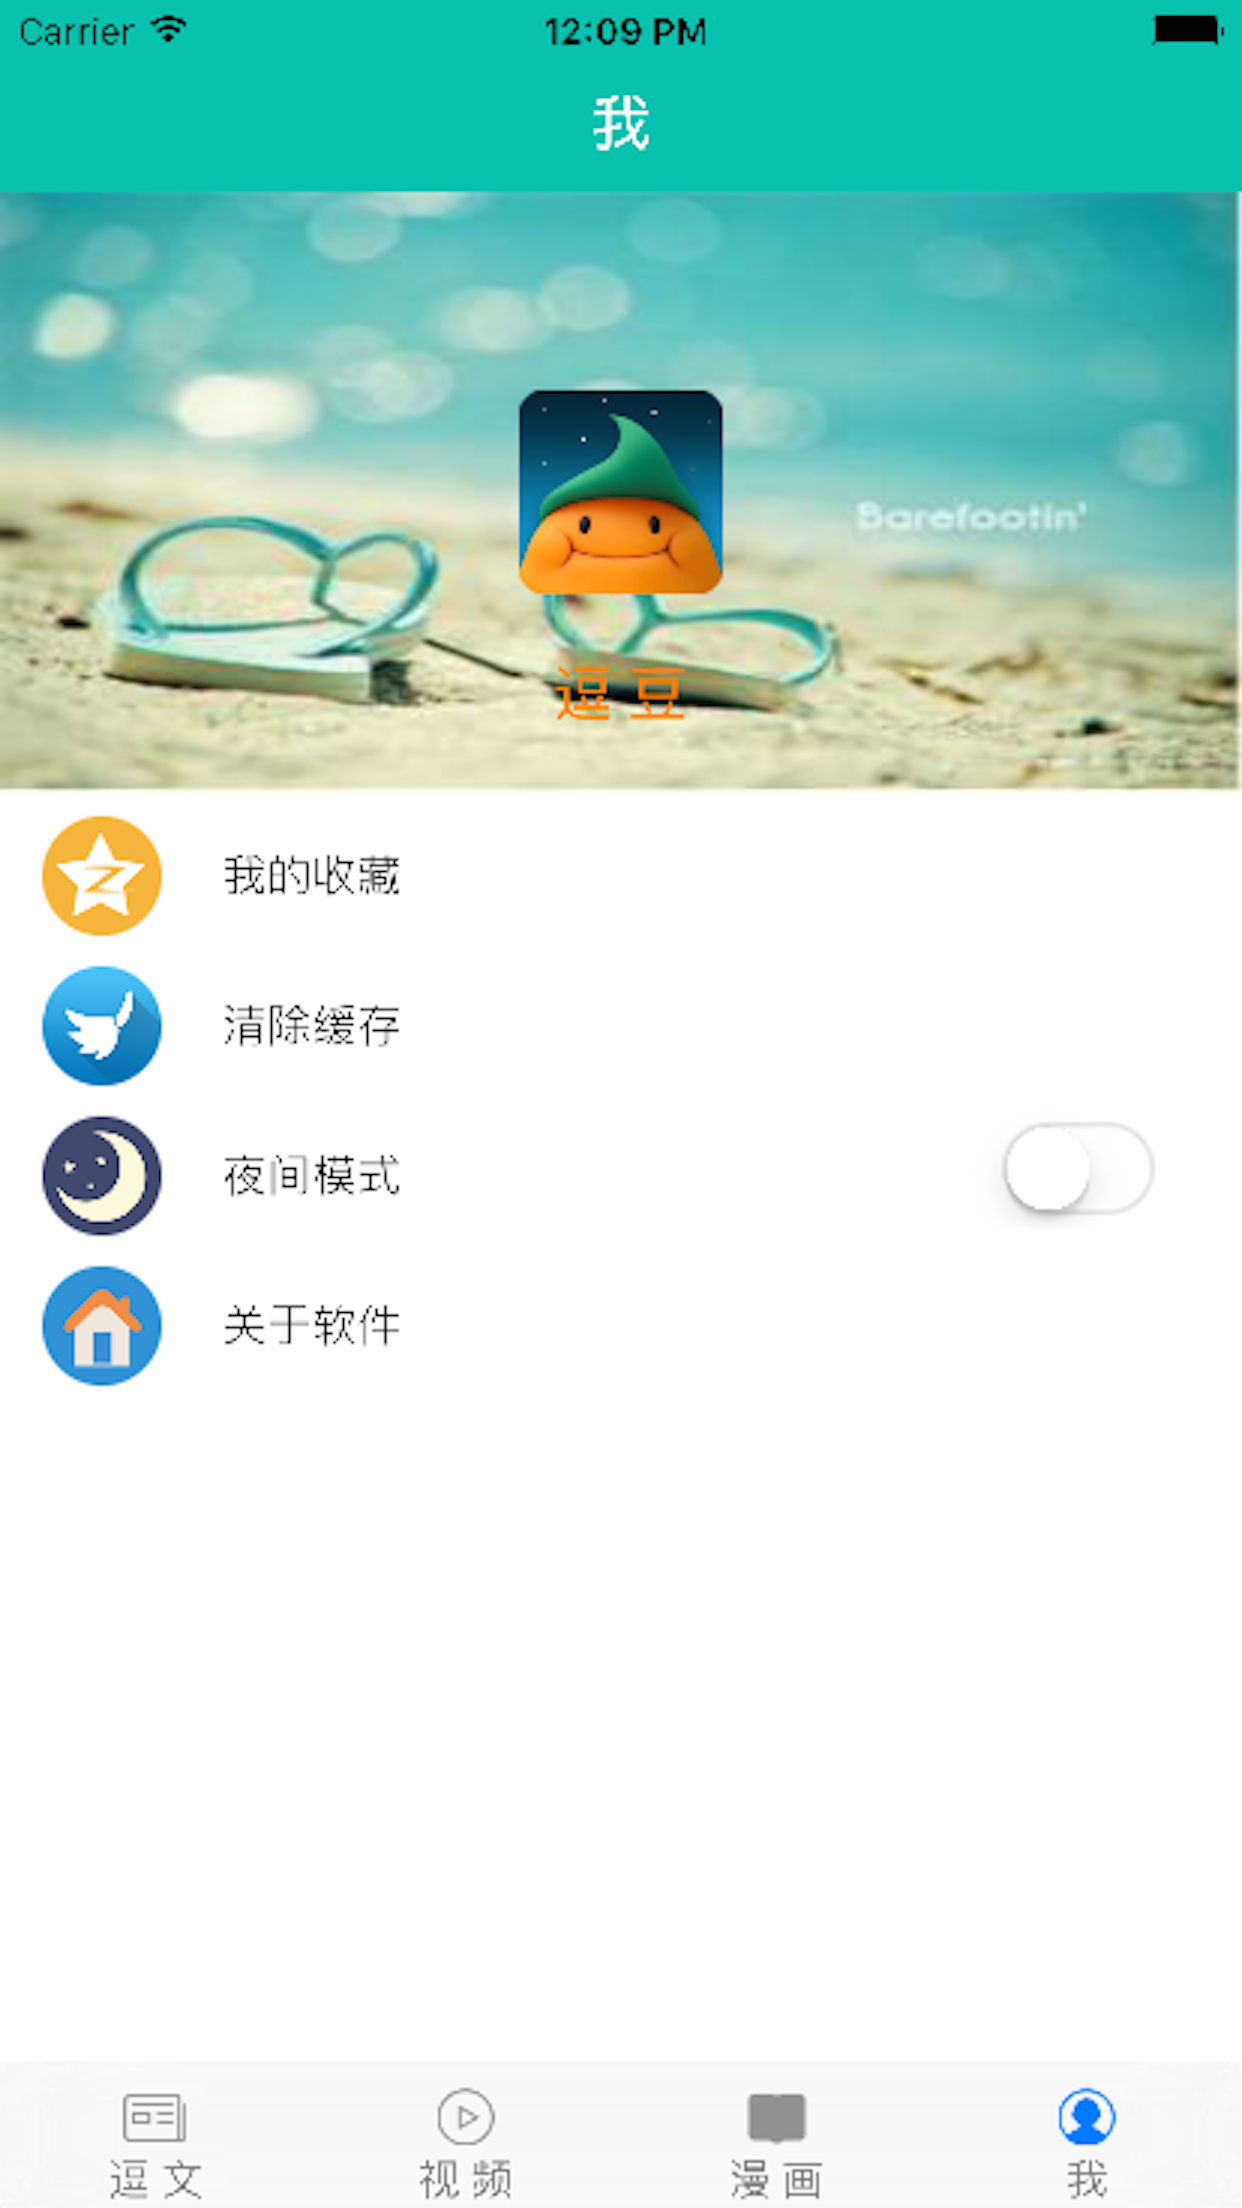 Carrier 12:09 PM
我
Barefootin'
逗 豆
我的收藏
清除缓存
夜间模式
关于软件
逗 文 视 频 漫 画 我